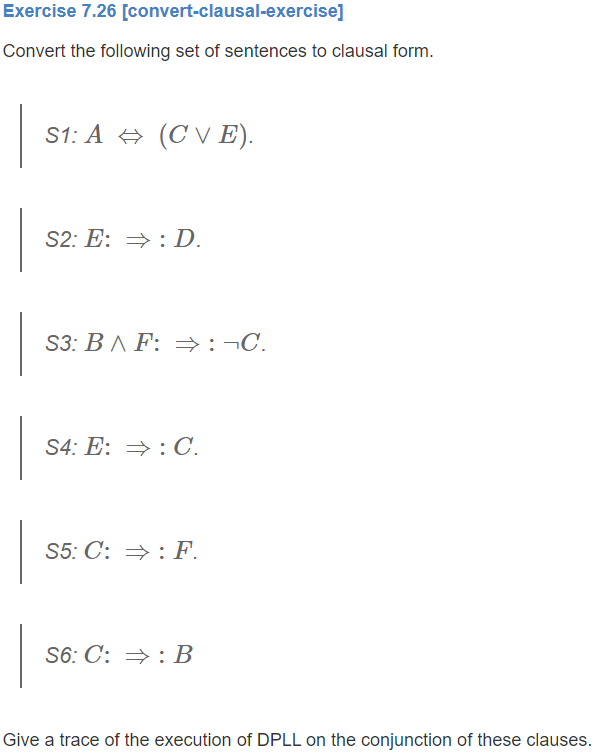 Exercise 7.26 [convert-clausal-exercise]
Convert the following set of sentences to clausal form.
S1: A ⇔ (C ∨ E).
S2: E: ⇒ : D.
S3: B ∧ F: ⇒ : ¬C.
S4: E: ⇒ : C.
S5: C: ⇒ : F.
S6: C: ⇒ : B
Give a trace of the execution of DPLL on the conjunction of these clauses.